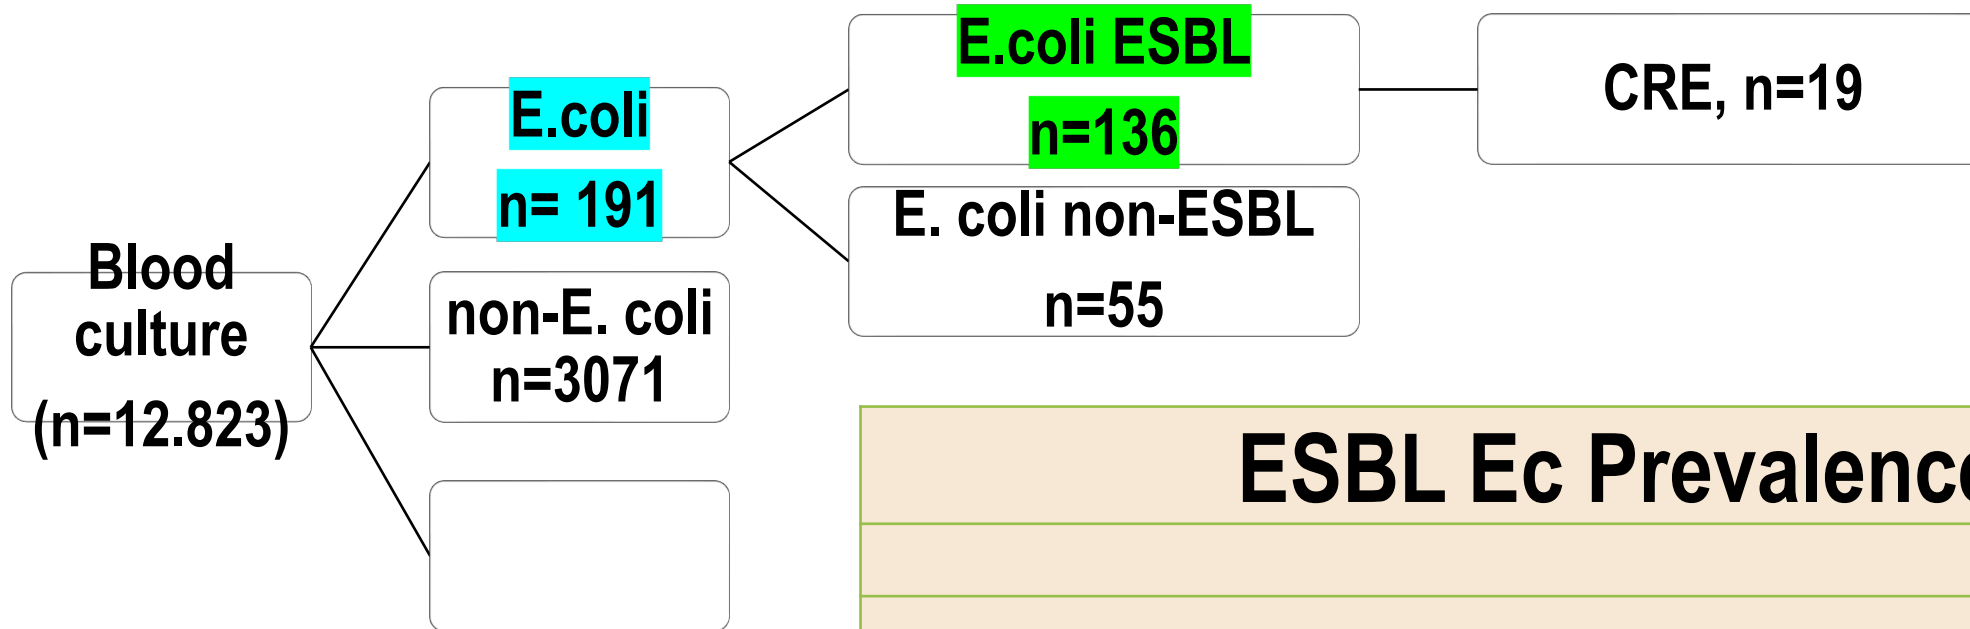 Blood
culture
(n=12.823)
E.coli
n= 191
non-E. coli
n=3071
E.coli ESBL
n=136
E. coli non-ESBL
n=55
CRE, n=19
ESBL Ec Prevalence